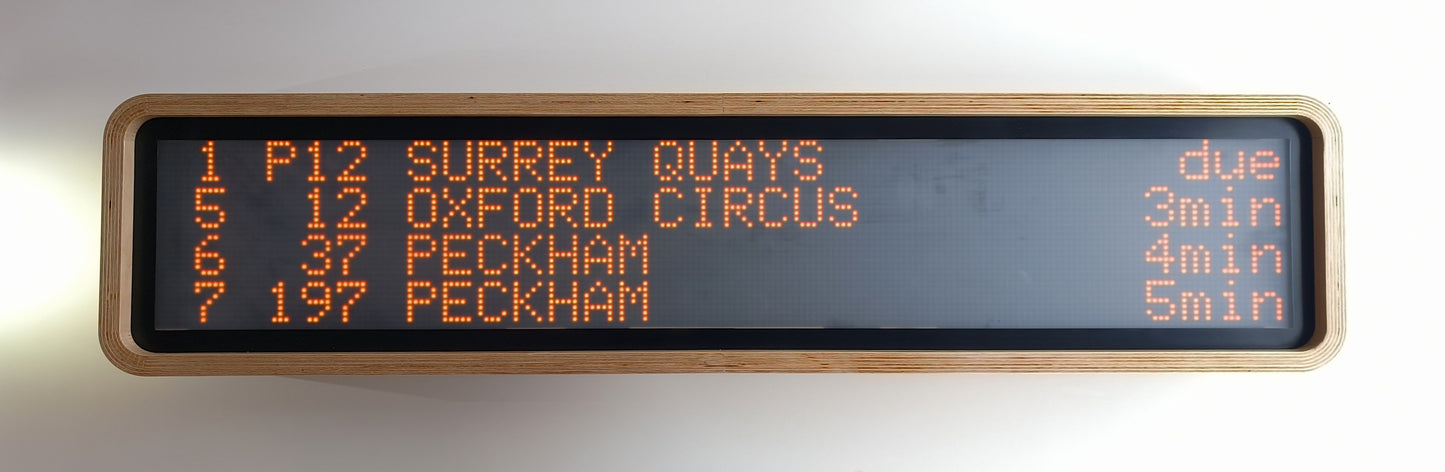 1 P12 SURREY QUAYS due
5 12 OXFORD CIRCUS 3min
6 37 PECKHAM 4min
7 197 PECKHAM 5min